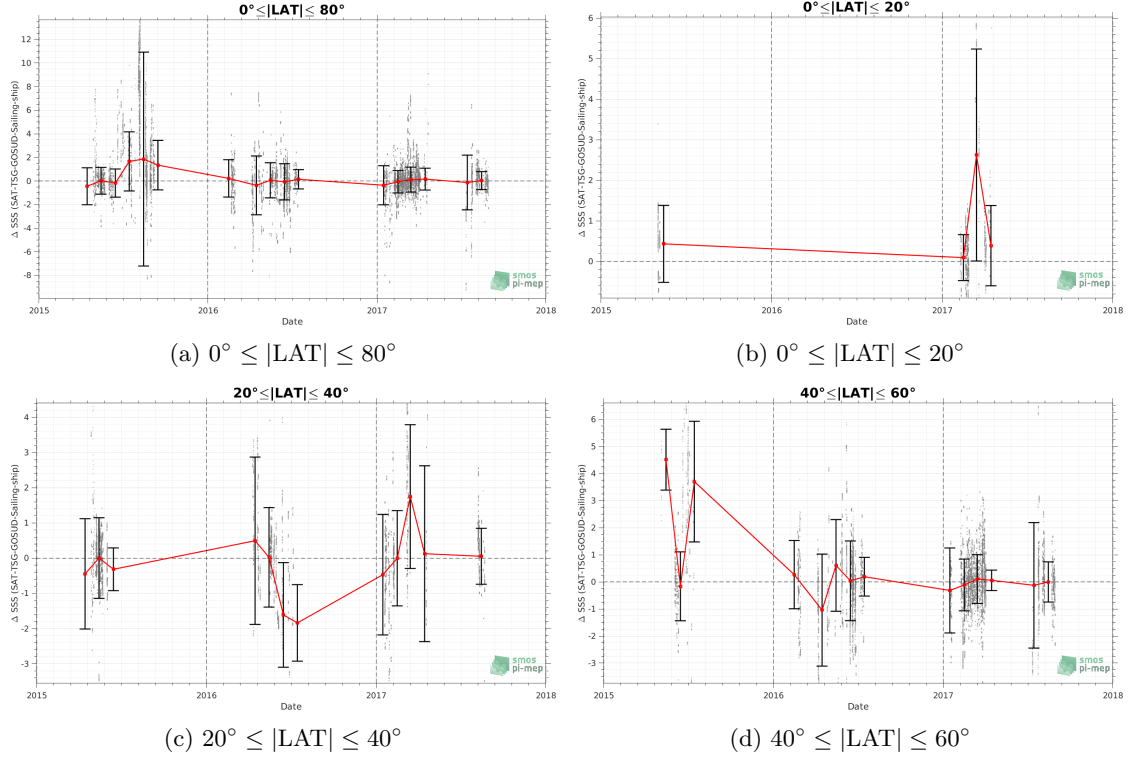 0°≤|LAT|≤ 80°
Δ SSS (SAT-TSG-GOSUD-Sailing-ship)
12
10
8
6
4
2
0
-2
-4
-6
-8
2015
2016
2017
2018
Date
smos
pi-mep
(a) 0° ≤ |LAT| ≤ 80°
0°≤|LAT|≤ 20°
Δ SSS (SAT-TSG-GOSUD-Sailing-ship)
6
5
4
3
2
1
0
2015
2016
2017
2018
Date
smos
pi-mep
(b) 0° ≤ |LAT| ≤ 20°
20°≤|LAT|≤ 40°
Δ SSS (SAT-TSG-GOSUD-Sailing-ship)
4
3
2
1
0
-1
-2
-3
2015
2016
2017
2018
Date
smos
pi-mep
(c) 20° ≤ |LAT| ≤ 40°
40°≤|LAT|≤ 60°
Δ SSS (SAT-TSG-GOSUD-Sailing-ship)
6
5
4
3
2
1
0
-1
-2
-3
2015
2016
2017
2018
Date
smos
pi-mep
(d) 40° ≤ |LAT| ≤ 60°